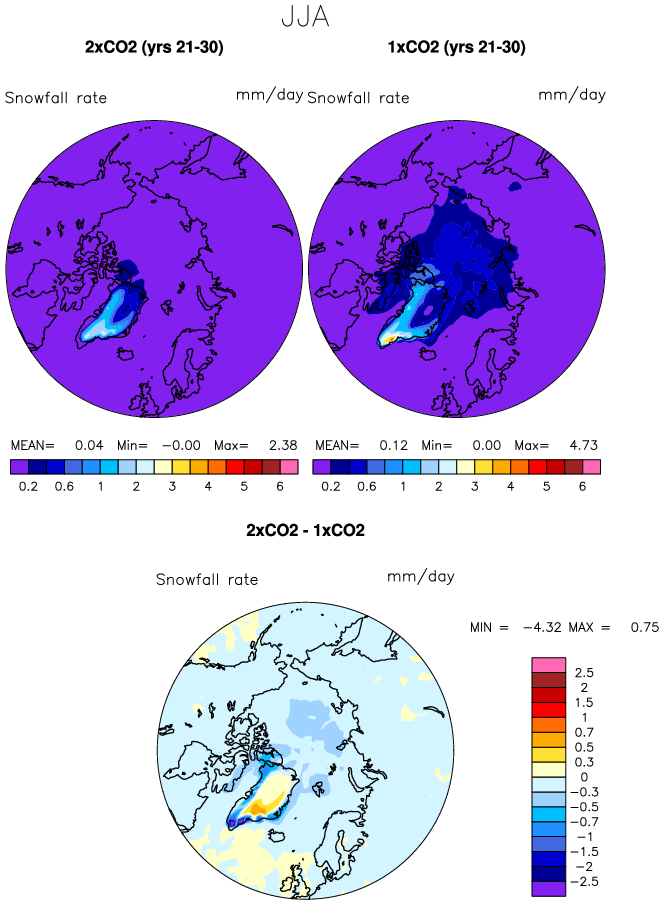 JJA
2xCO2 (yrs 21-30) 1xCO2 (yrs 21-30)
Snowfall rate mm/day Snowfall rate mm/day
MEAN= 0.04 Min= -0.00 Max= 2.38 MEAN= 0.12 Min= 0.00 Max= 4.73
0.2 0.6 1 2 3 4 5 6 0.2 0.6 1 2 3 4 5 6
2xCO2 - 1xCO2
Snowfall rate mm/day
MIN = -4.32 MAX = 0.75
2.5
2
1.5
1
0.7
0.5
0.3
0
-0.3
-0.5
-0.7
-1
-1.5
-2
-2.5